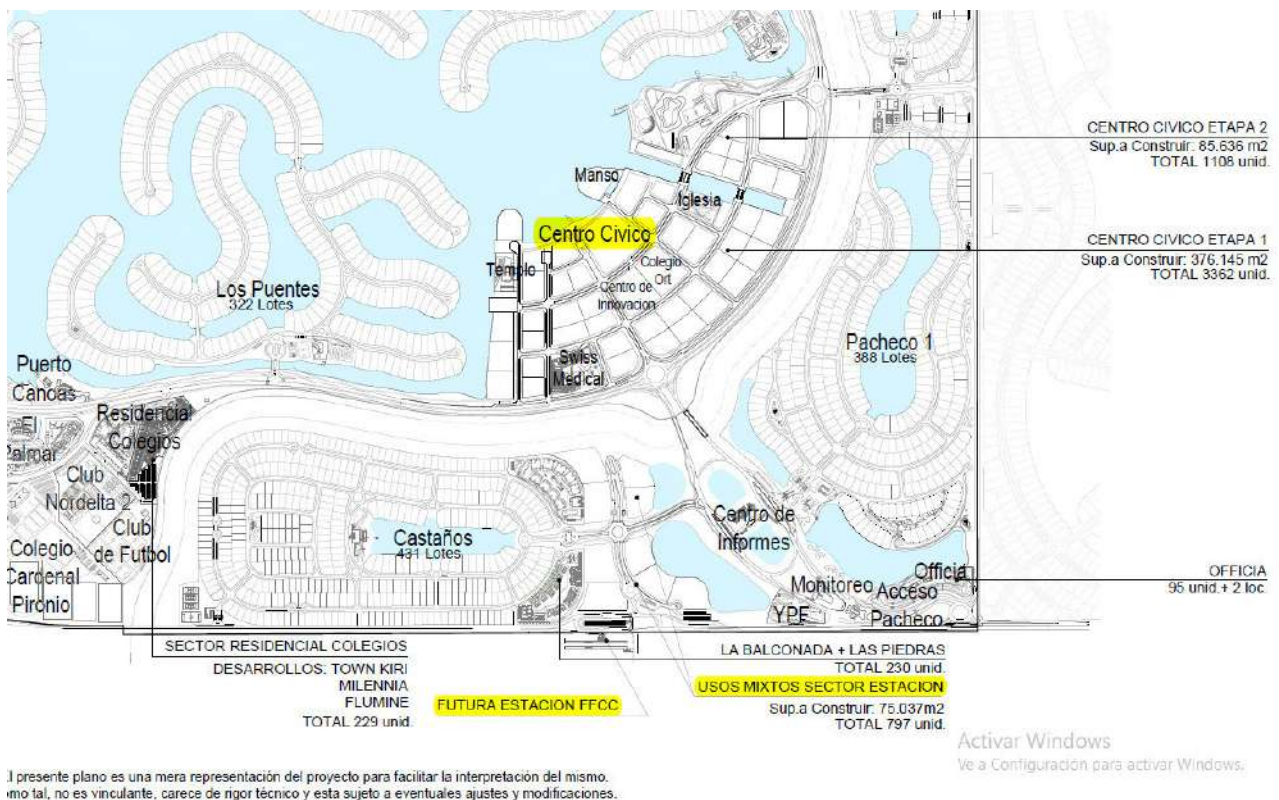 CENTRO CIVICO ETAPA 2
Sup.a Construir: 85.636 m2
TOTAL 1108 unid.
Manso
Iglesia
Centro Civico
CENTRO CIVICO ETAPA 1
Sup.a Construir: 376.145 m2
TOTAL 3362 unid.
Templo
Colegio
Ort
Centro de
Innovacion
Los Puentes
322 Lotes
Pacheco 1
388 Lotes
Swiss
Medical
Puerto
Canoas
El
Palmar
Residencial
Colegios
Club
Nordelta 2
Club
de Futbol
Colegio
Cardenal
Pironio
Castaños
431 Lotes
Centro de
Informes
Monitoreo
Officia
Acceso
Pacheco
YPF
OFFICIA
95 unid.+ 2 loc.
SECTOR RESIDENCIAL COLEGIOS
DESARROLLOS: TOWN KIRI
MILENNIA
FLUMINE
TOTAL 229 unid.
FUTURA ESTACION FFCC
LA BALCONADA + LAS PIEDRAS
TOTAL 230 unid.
USOS MIXTOS SECTOR ESTACION
Sup.a Construir: 75.037m2
TOTAL 797 unid.
Activar Windows
Ve a Configuración para activar Windows.
l presente plano es una mera representación del proyecto para facilitar la interpretación del mismo.
omo tal, no es vinculante, carece de rigor técnico y esta sujeto a eventuales ajustes y modificaciones.